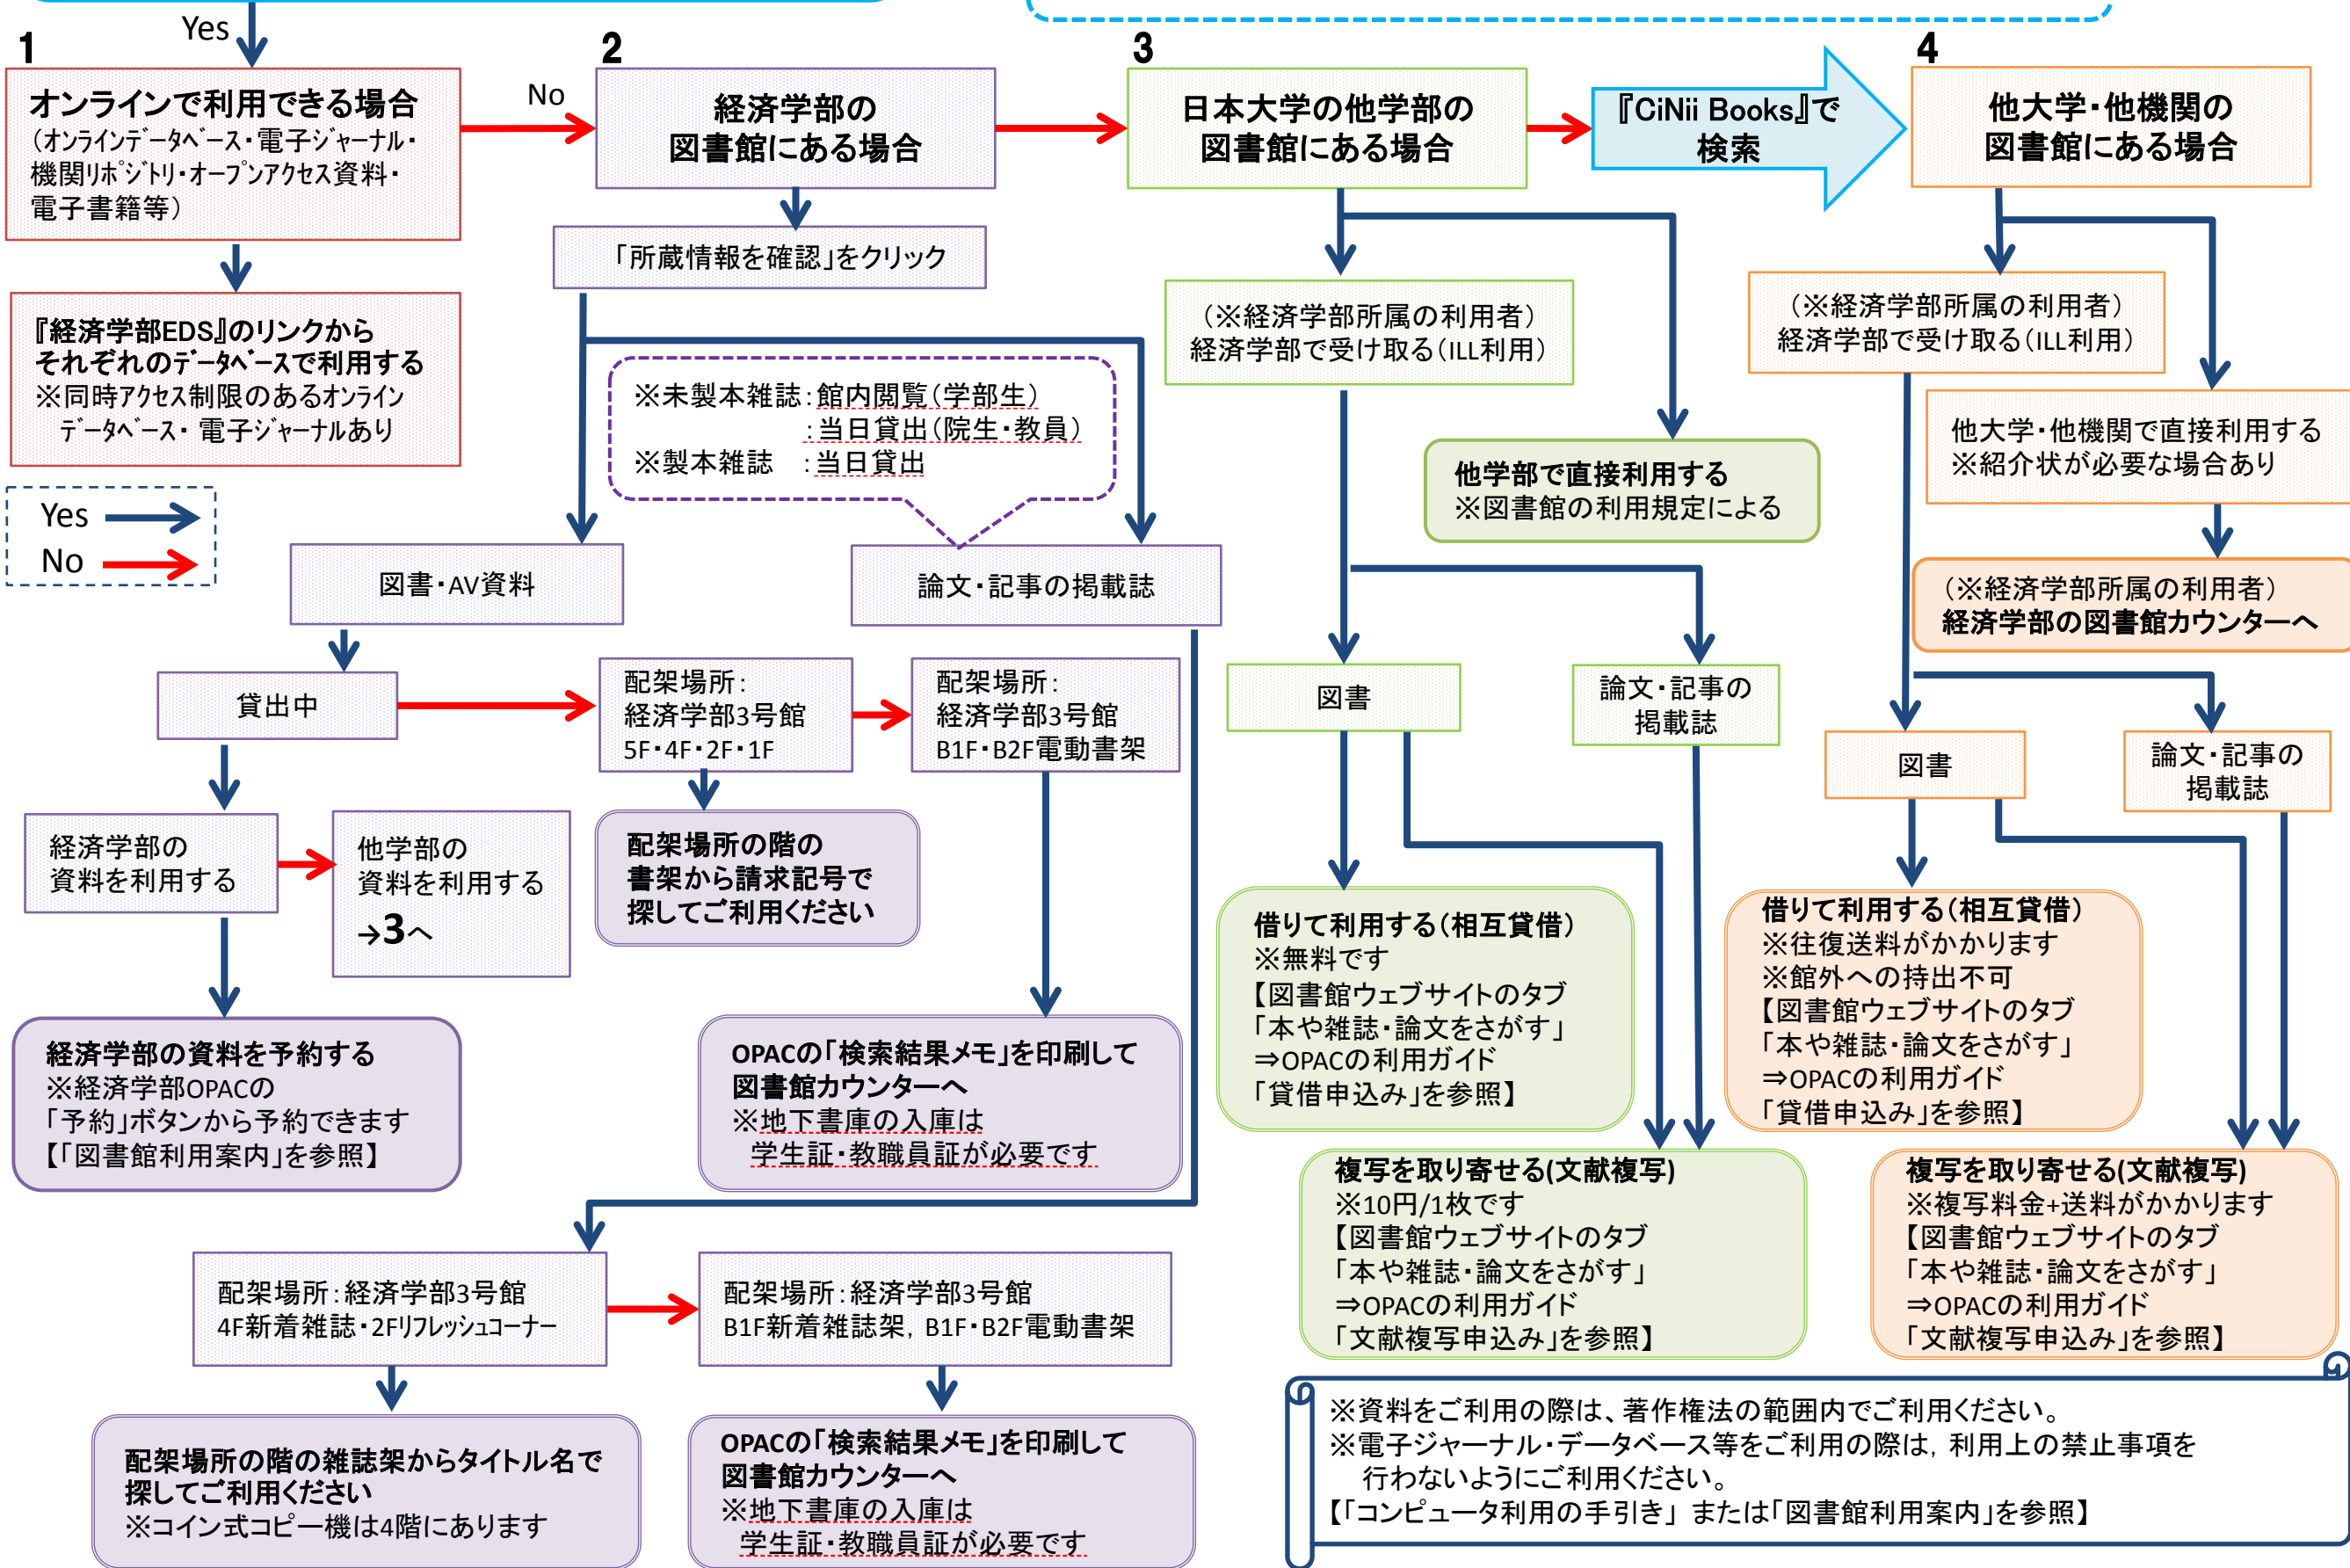 Yes
1
オンラインで利用できる場合
（オンラインデータベース・電子ジャーナル・
機関リポジトリ・オープンアクセス資料・
電子書籍等）
No
2
経済学部の
図書館にある場合
3
日本大学の他学部の
図書館にある場合
『CiNii Books』で
検索
4
他大学・他機関の
図書館にある場合
『経済学部EDS』のリンクから
それぞれのデータベースで利用する
※同時アクセス制限のあるオンライン
データベース・電子ジャーナルあり
Yes
No
「所蔵情報を確認」をクリック
※未製本雑誌：館内閲覧（学部生）
：当日貸出（院生・教員）
※製本雑誌　：当日貸出
図書・AV資料
論文・記事の掲載誌
貸出中
配架場所：
経済学部3号館
5F・4F・2F・1F
配架場所：
経済学部3号館
B1F・B2F電動書架
経済学部の
資料を利用する
他学部の
資料を利用する
→3へ
配架場所の階の
書架から請求記号で
探してご利用ください
経済学部の資料を予約する
※経済学部OPACの
「予約」ボタンから予約できます
【「図書館利用案内」を参照】
OPACの「検索結果メモ」を印刷して
図書館カウンターへ
※地下書庫の入庫は
学生証・教職員証が必要です
配架場所：経済学部3号館
4F新着雑誌・2Fリフレッシュコーナー
配架場所：経済学部3号館
B1F新着雑誌架，B1F・B2F電動書架
配架場所の階の雑誌架からタイトル名で
探してご利用ください
※コイン式コピー機は4階にあります
OPACの「検索結果メモ」を印刷して
図書館カウンターへ
※地下書庫の入庫は
学生証・教職員証が必要です
（※経済学部所属の利用者）
経済学部で受け取る（ILL利用）
他学部で直接利用する
※図書館の利用規定による
図書
論文・記事の
掲載誌
借りて利用する（相互貸借）
※無料です
【図書館ウェブサイトのタブ
「本や雑誌・論文をさがす」
⇒OPACの利用ガイド
「貸借申込み」を参照】
複写を取り寄せる(文献複写)
※10円/1枚です
【図書館ウェブサイトのタブ
「本や雑誌・論文をさがす」
⇒OPACの利用ガイド
「文献複写申込み」を参照】
（※経済学部所属の利用者）
経済学部で受け取る（ILL利用）
他大学・他機関で直接利用する
※紹介状が必要な場合あり
（※経済学部所属の利用者）
経済学部の図書館カウンターへ
図書
論文・記事の
掲載誌
借りて利用する（相互貸借）
※往復送料がかかります
※館外への持出不可
【図書館ウェブサイトのタブ
「本や雑誌・論文をさがす」
⇒OPACの利用ガイド
「貸借申込み」を参照】
複写を取り寄せる(文献複写)
※複写料金+送料がかかります
【図書館ウェブサイトのタブ
「本や雑誌・論文をさがす」
⇒OPACの利用ガイド
「文献複写申込み」を参照】
※資料をご利用の際は、著作権法の範囲内でご利用ください。
※電子ジャーナル・データベース等をご利用の際は，利用上の禁止事項を
行わないようにご利用ください。
【「コンピュータ利用の手引き」 または「図書館利用案内」を参照】